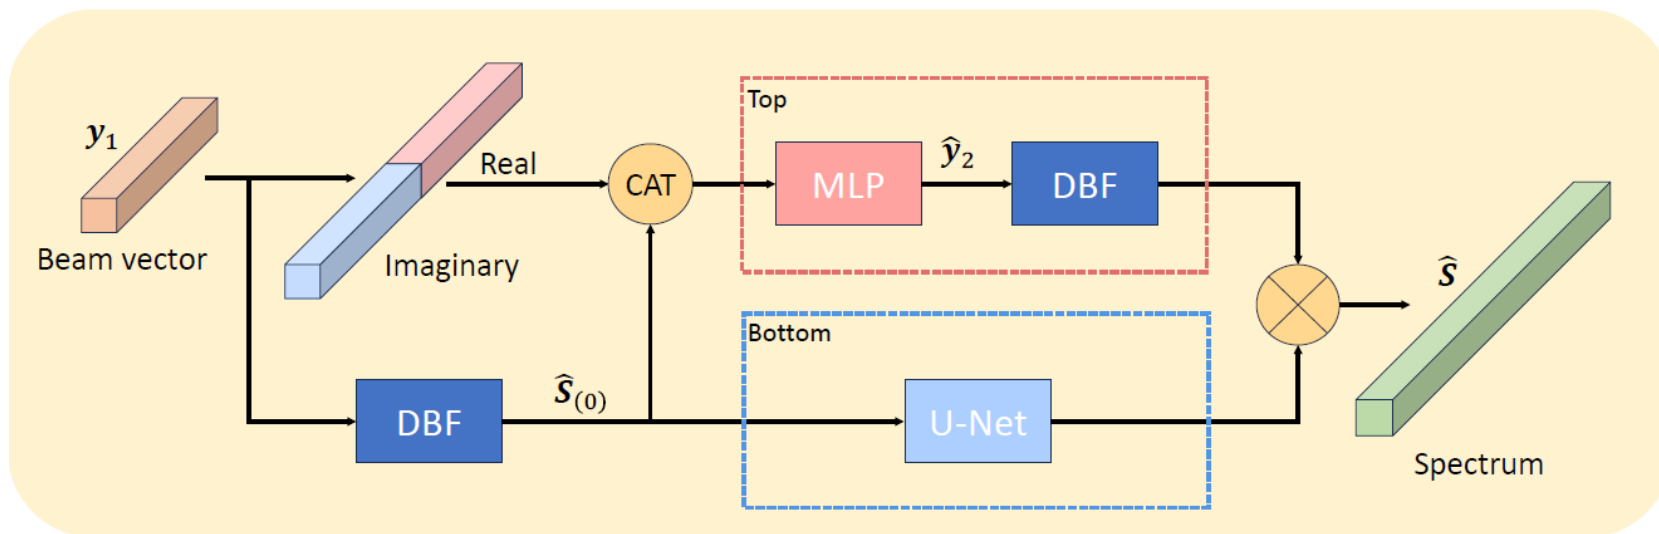 y₁
Beam vector
Real
Imaginary
CAT
Top
MLP
ŷ₂
DBF
DBF
Ŝ₍₀₎
Bottom
U-Net
Ŝ
Spectrum